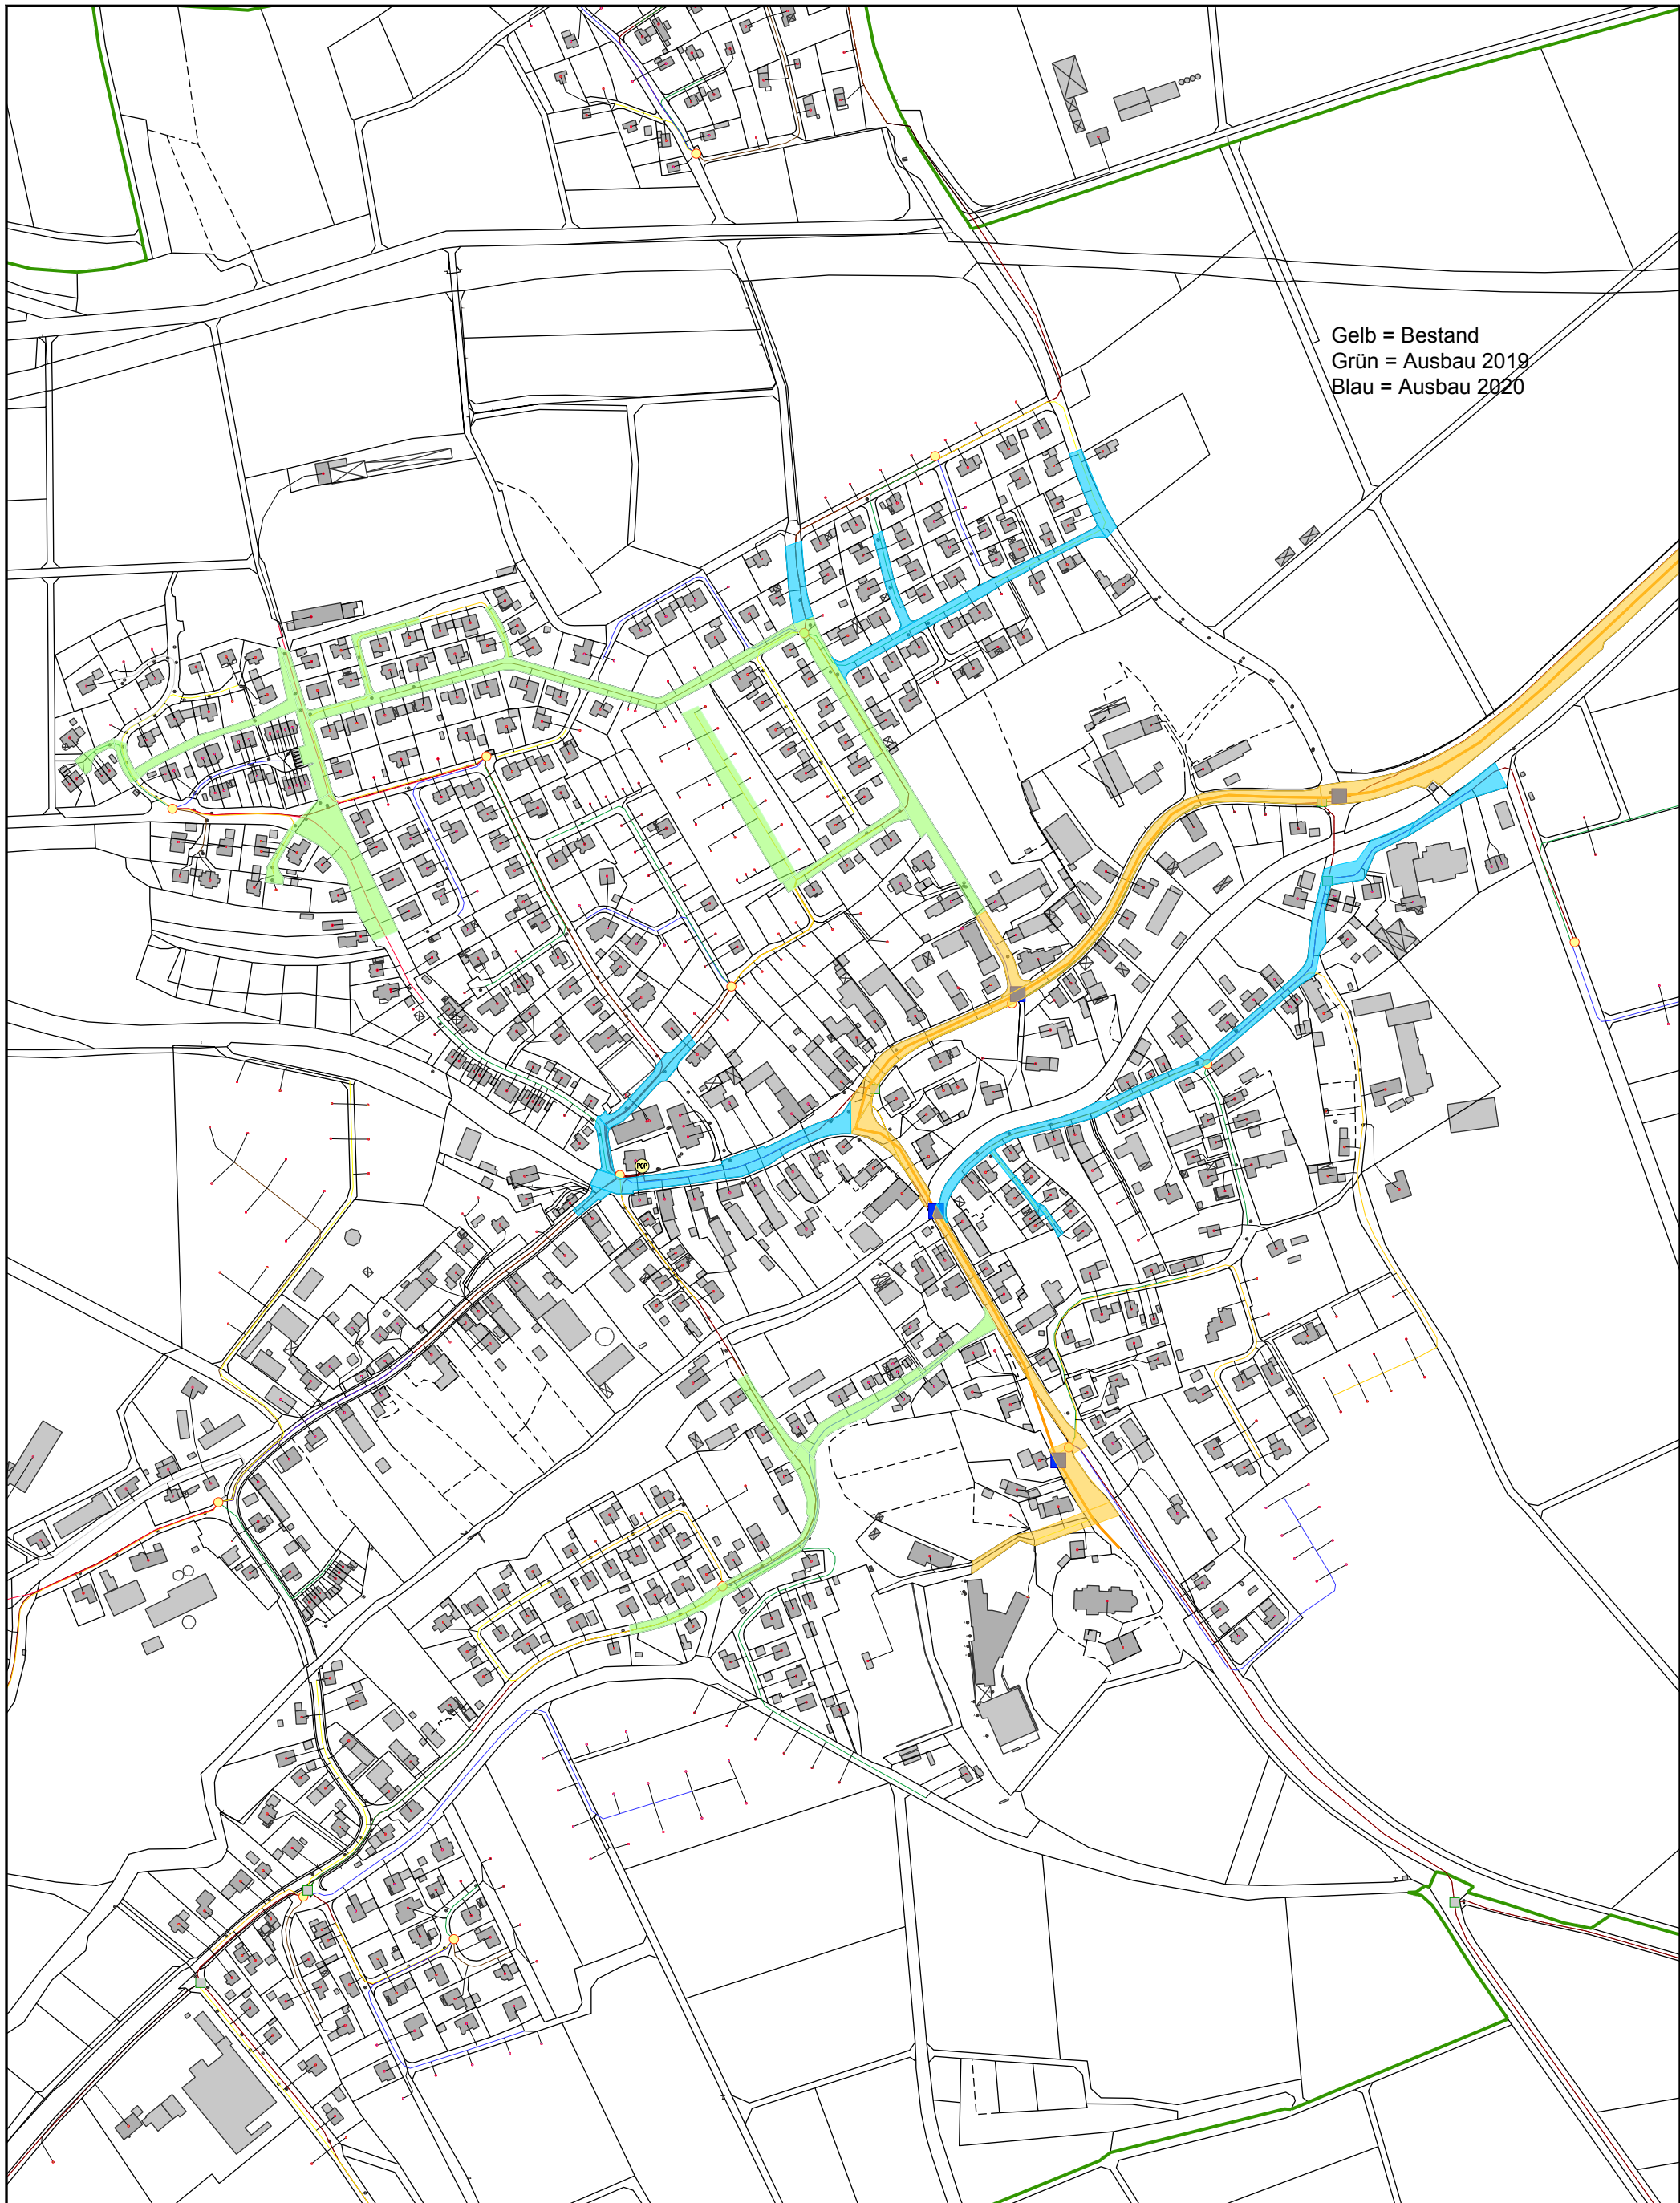 Gelb = Bestand
Grün = Ausbau 2019
Blau = Ausbau 2020
POP